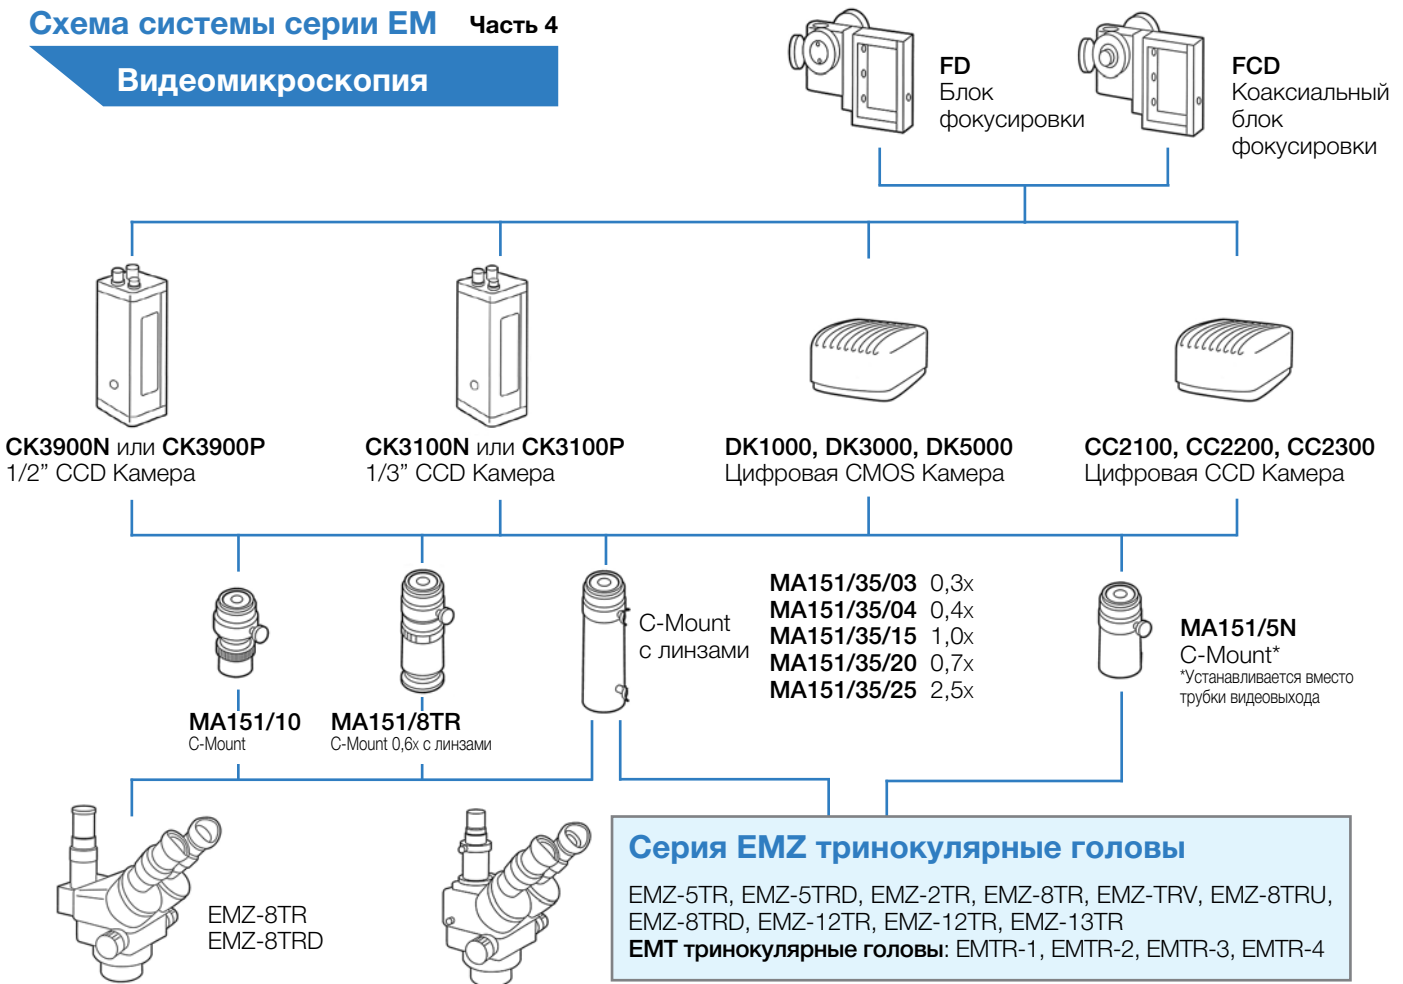 Схема системы серии EM Часть 4
Видеомикроскопия
FD
Блок
фокусировки
FCD
Коаксиальный
блок
фокусировки
CK3900N или CK3900P
1/2” CCD Камера
CK3100N или CK3100P
1/3” CCD Камера
DK1000, DK3000, DK5000
Цифровая CMOS Камера
CC2100, CC2200, CC2300
Цифровая CCD Камера
MA151/10
C-Mount
MA151/8TR
C-Mount 0,6x с линзами
C-Mount
с линзами
MA151/35/03 0,3x
MA151/35/04 0,4x
MA151/35/15 1,0x
MA151/35/20 0,7x
MA151/35/25 2,5x
MA151/5N
C-Mount*
*Устанавливается вместо
трубки видеовыхода
EMZ-8TR
EMZ-8TRD
Серия EMZ тринокулярные головы
EMZ-5TR, EMZ-5TRD, EMZ-2TR, EMZ-8TR, EMZ-TRV, EMZ-8TRU,
EMZ-8TRD, EMZ-12TR, EMZ-12TR, EMZ-13TR
EMT тринокулярные головы: EMTR-1, EMTR-2, EMTR-3, EMTR-4